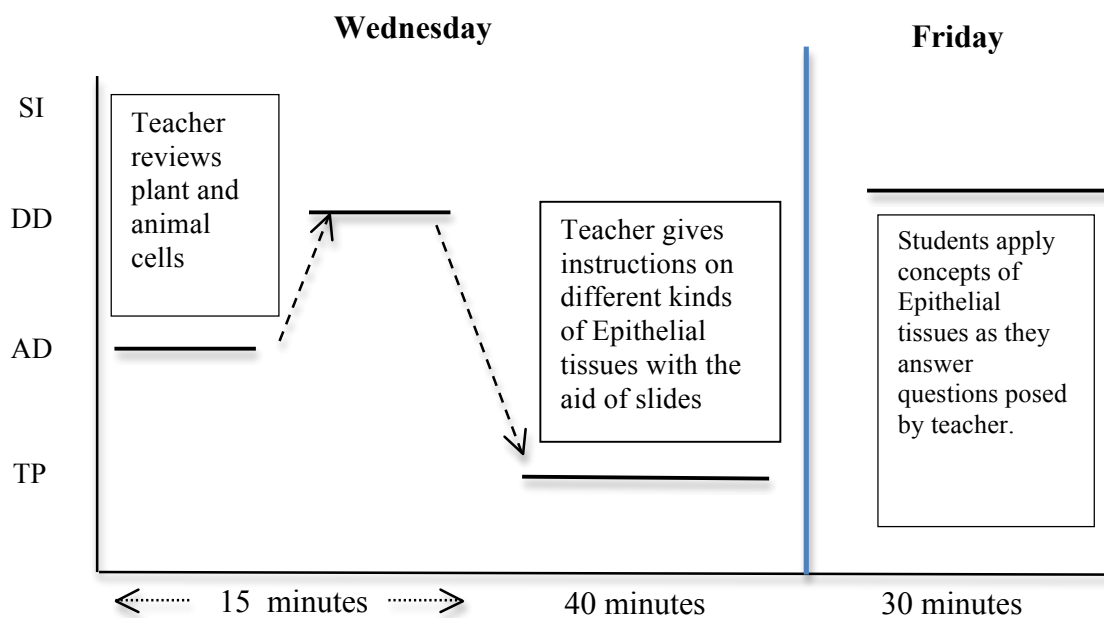 Wednesday
Friday
SI
DD
AD
TP
Teacher
reviews
plant and
animal
cells
Teacher gives
instructions on
different kinds
of Epithelial
tissues with the
aid of slides
Students apply
concepts of
Epithelial
tissues as they
answer
questions posed
by teacher.
15 minutes
40 minutes
30 minutes